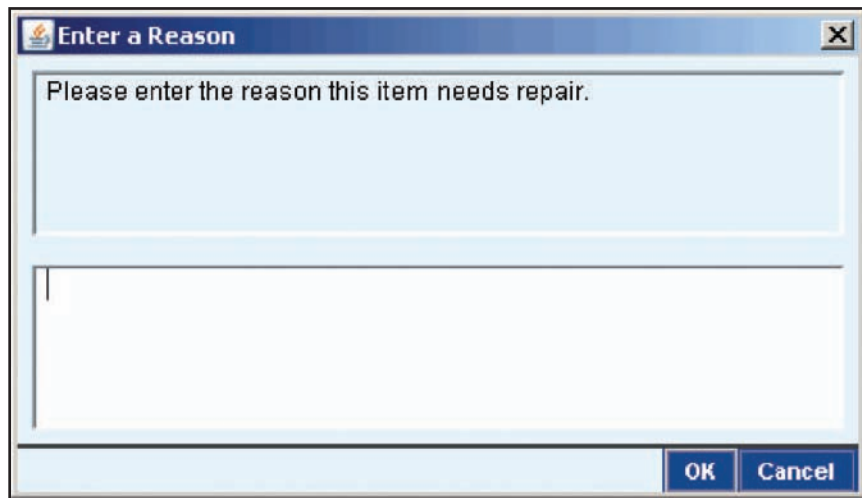 Enter a Reason
Please enter the reason this item needs repair.
OK Cancel